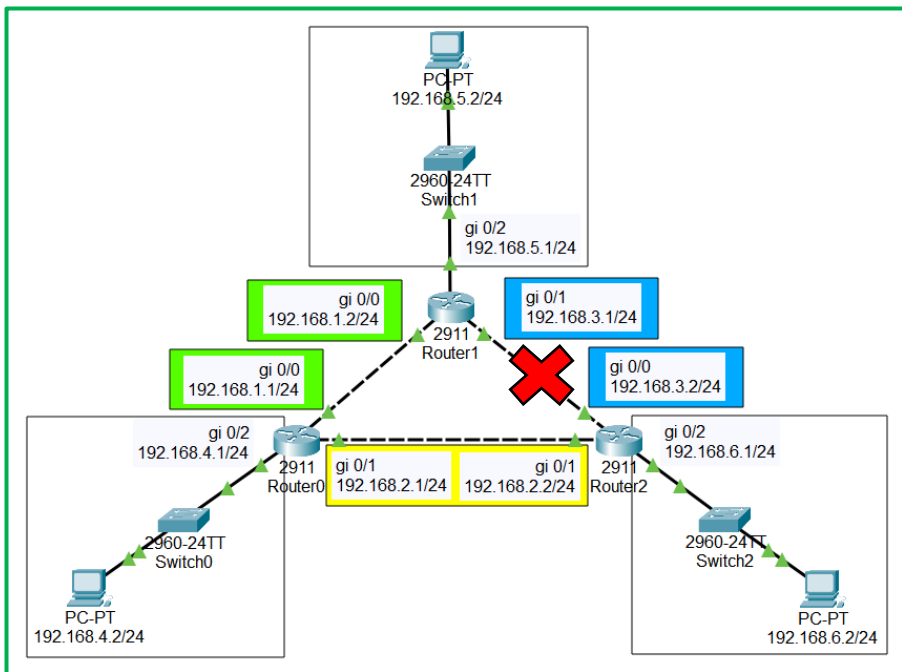 PC-PT
192.168.5.2/24
2960-24TT
Switch1
gi 0/2
192.168.5.1/24
gi 0/0
192.168.1.2/24
gi 0/1
192.168.3.1/24
2911
Router1
gi 0/0
192.168.1.1/24
gi 0/0
192.168.3.2/24
gi 0/2
192.168.4.1/24
gi 0/2
192.168.6.1/24
2911
Router0
gi 0/1
192.168.2.1/24
gi 0/1
192.168.2.2/24
2911
Router2
2960-24TT
Switch0
2960-24TT
Switch2
PC-PT
192.168.4.2/24
PC-PT
192.168.6.2/24